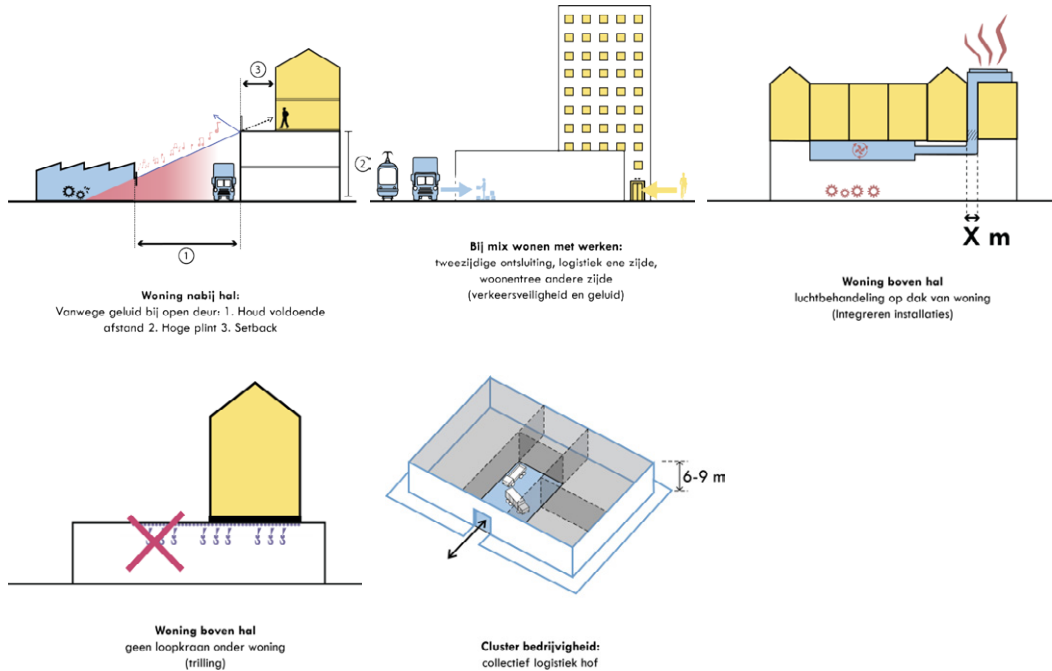 3
2
1
Woning nabij hal:
Vanwege geluid bij open deur: 1. Houd voldoende
afstand 2. Hoge plint 3. Setback
Bij mix wonen met werken:
tweezijdige ontsluiting, logistiek ene zijde,
woonentree andere zijde
(verkeersveiligheid en geluid)
X m
Woning boven hal
luchtbehandeling op dak van woning
(Integreren installaties)
Woning boven hal
geen loopkraan onder woning
(trilling)
6-9 m
Cluster bedrijvigheid:
collectief logistiek hof